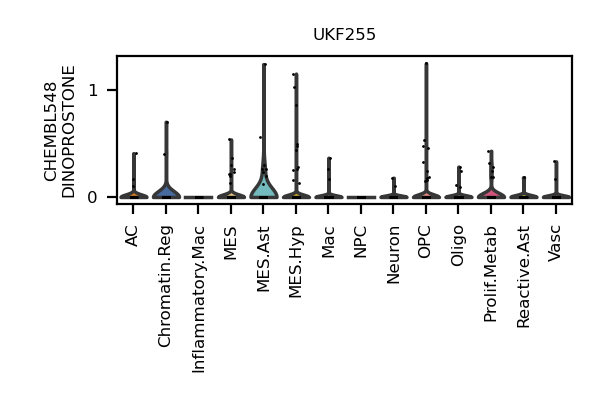 UKF255
CHEMBL548
DINOPROSTONE
1
0
AC
Chromatin.Reg
Inflammatory.Mac
MES
MES.Ast
MES.Hyp
Mac
NPC
Neuron
OPC
Oligo
Prolif.Metab
Reactive.Ast
Vasc